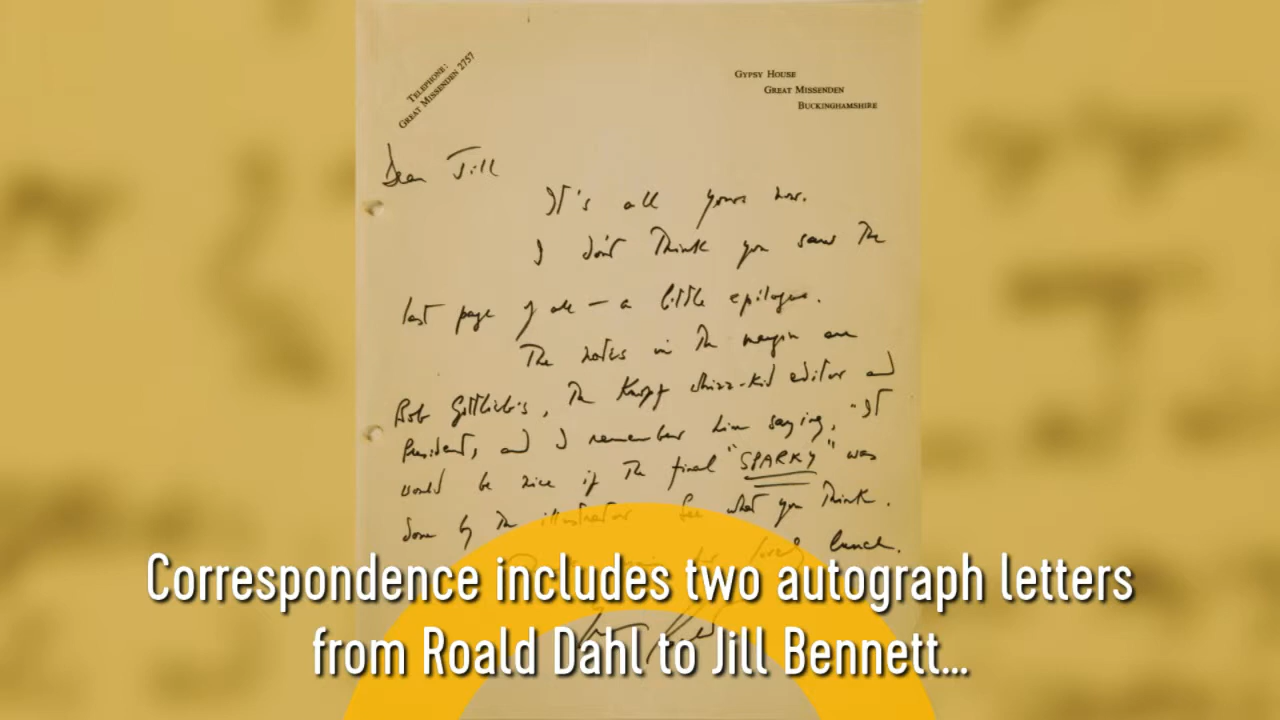 TELEPHONE:
GREAT MISSENDEN 2757
GYPSY HOUSE
GREAT MISSENDEN
BUCKINGHAMSHIRE
Dear Jill
It's all yours now.
I don't think you saw the
last page of all — a little epilogue.
The notes in the margin are
Bob Gottlieb's, the Knopf whizz-kid editor and
President, and I remember him saying, "It
would be nice if the final "SPARKY" was
done by the illustrator. See what you think.
lovely lunch.
Correspondence includes two autograph letters
from Roald Dahl to Jill Bennett...